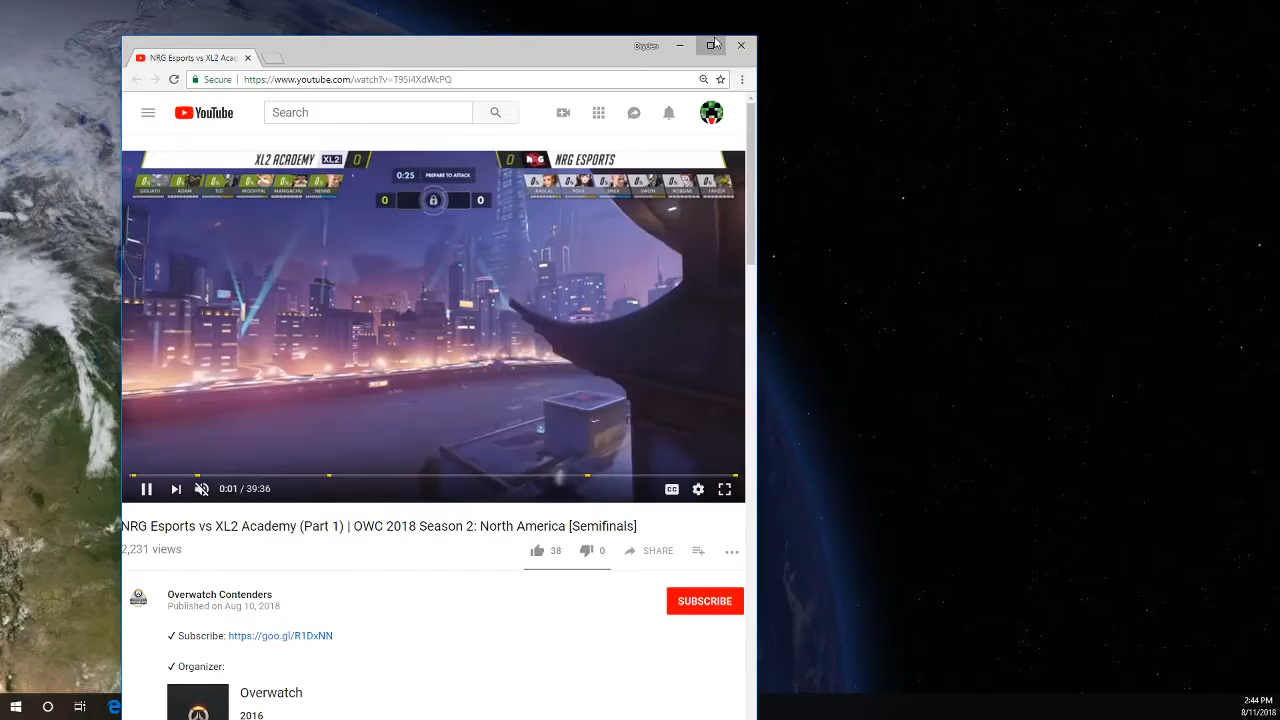 Dryden
NRG Esports vs XL2 Acad
Secure https://www.youtube.com/watch?v=T95i4XdWcPQ
YouTube
Search
XL2 ACADEMY XL2 0
0 NRG NRG ESPORTS
0:25 PREPARE TO ATTACK
0 0
0:01 / 39:36
CC
NRG Esports vs XL2 Academy (Part 1) | OWC 2018 Season 2: North America [Semifinals]
2,231 views
38 0 SHARE
Overwatch Contenders
Published on Aug 10, 2018
SUBSCRIBE
✓ Subscribe: https://goo.gl/R1DxNN
✓ Organizer:
Overwatch
2016
2:44 PM
8/11/2018